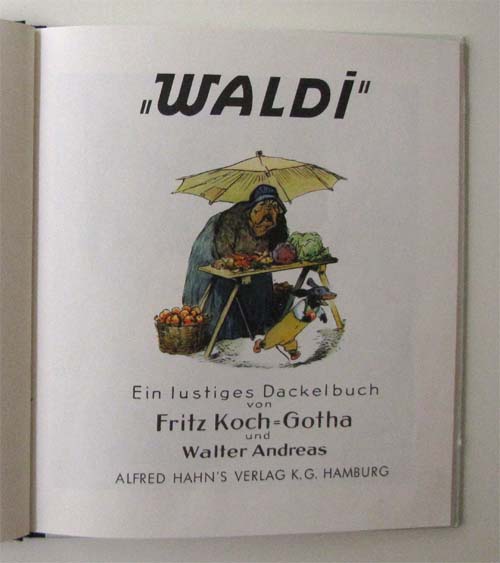 „WALDi"
Ein lustiges Dackelbuch
von
Fritz Koch=Gotha
und
Walter Andreas
ALFRED HAHN'S VERLAG K.G. HAMBURG